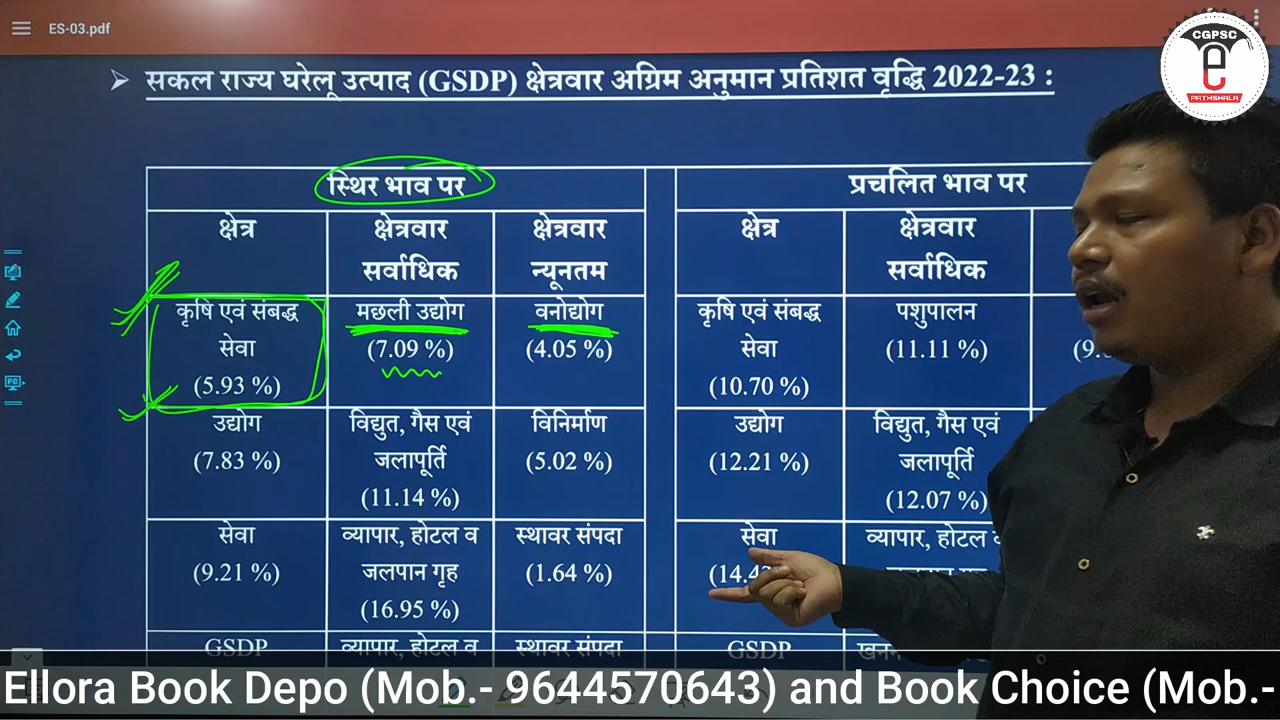 ES-03.pdf
CGPSC
e
PATHSHALA
➢ सकल राज्य घरेलू उत्पाद (GSDP) क्षेत्रवार अग्रिम अनुमान प्रतिशत वृद्धि 2022-23 :
स्थिर भाव पर
प्रचलित भाव पर
क्षेत्र
क्षेत्रवार
सर्वाधिक
क्षेत्रवार
न्यूनतम
क्षेत्र
क्षेत्रवार
सर्वाधिक
कृषि एवं संबद्ध
सेवा
(5.93 %)
मछली उद्योग
(7.09 %)
वनोद्योग
(4.05 %)
कृषि एवं संबद्ध
सेवा
(10.70 %)
पशुपालन
(11.11 %)
उद्योग
(7.83 %)
विद्युत, गैस एवं
जलापूर्ति
(11.14 %)
विनिर्माण
(5.02 %)
उद्योग
(12.21 %)
विद्युत, गैस एवं
जलापूर्ति
(12.07 %)
सेवा
(9.21 %)
व्यापार, होटल व
जलपान गृह
(16.95 %)
स्थावर संपदा
(1.64 %)
सेवा
व्यापार, होटल व
GSDP
व्यापार, होटल व
स्थावर संपदा
GSDP
Ellora Book Depo (Mob.- 9644570643) and Book Choice (Mob.-